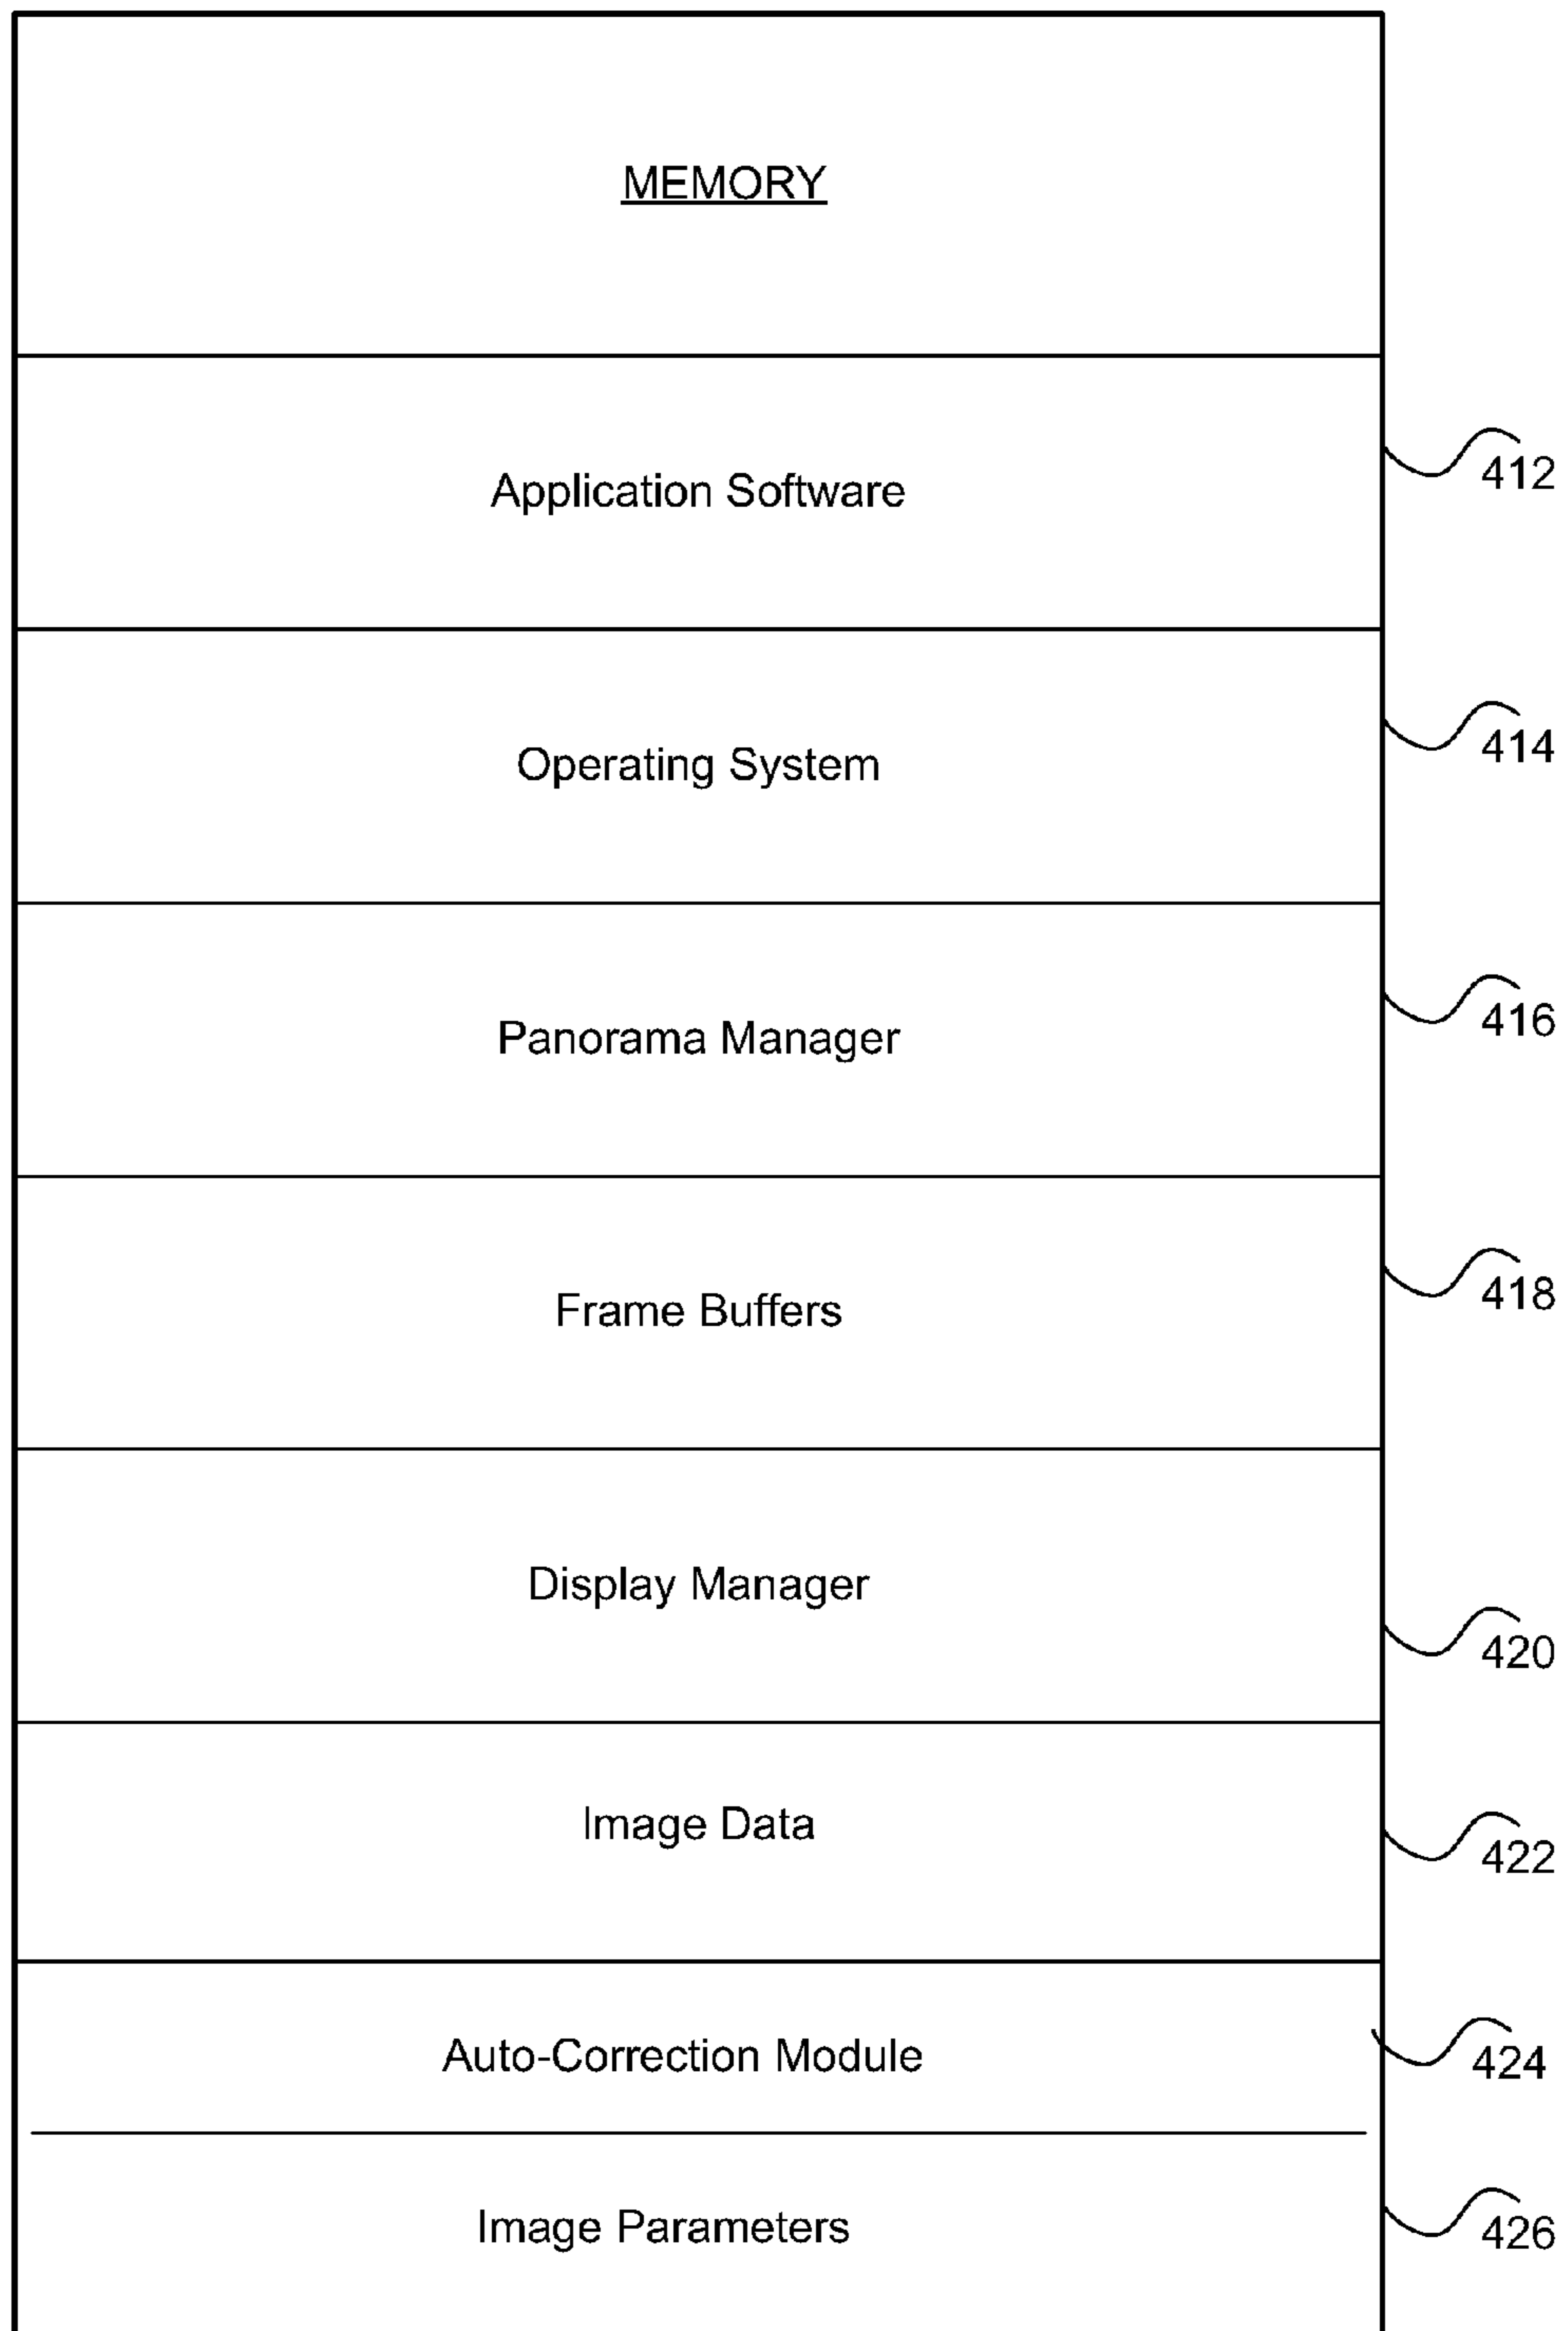 MEMORY
Application Software
412
Operating System
414
Panorama Manager
416
Frame Buffers
418
Display Manager
420
Image Data
422
Auto-Correction Module
424
Image Parameters
426